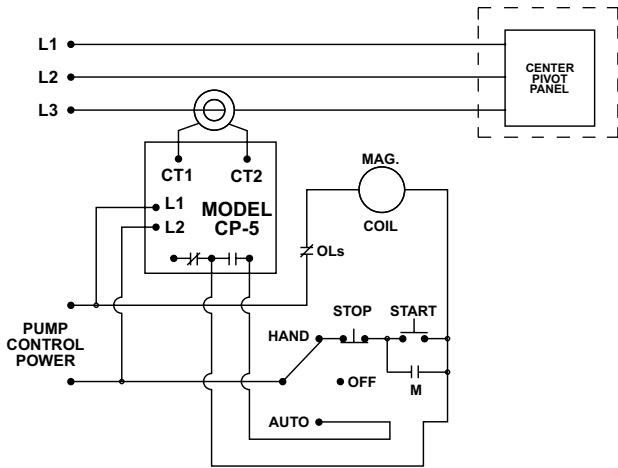 L1
L2
L3
CENTER
PIVOT
PANEL
CT1
CT2
L1
L2
MODEL
CP-5
MAG.
COIL
OLs
PUMP
CONTROL
POWER
HAND
STOP
START
OFF
M
AUTO